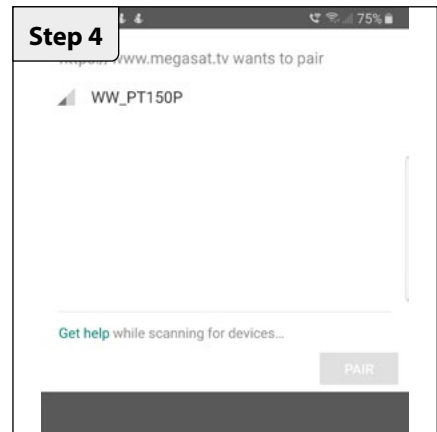 Step 4
75%
www.megasat.tv wants to pair
WW_PT150P
Get help while scanning for devices...
PAIR